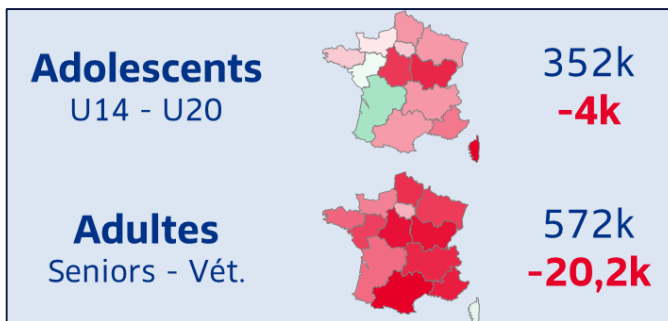 Adolescents
U14 - U20
352k
-4k
Adultes
Seniors - Vét.
572k
-20,2k